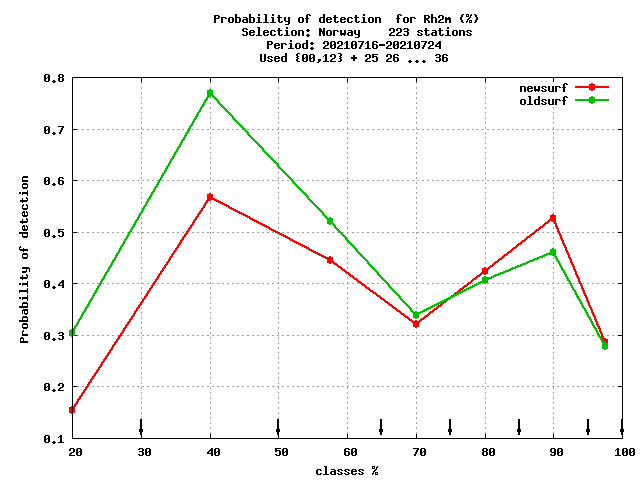 Probability of detection  for Rh2m (%)
Selection: Norway    223 stations
Period: 20210716-20210724
Used {00,12} + 25 26 ... 36
newsurf
oldsurf
Probability of detection
0.8
0.7
0.6
0.5
0.4
0.3
0.2
0.1
20 30 40 50 60 70 80 90 100
classes %